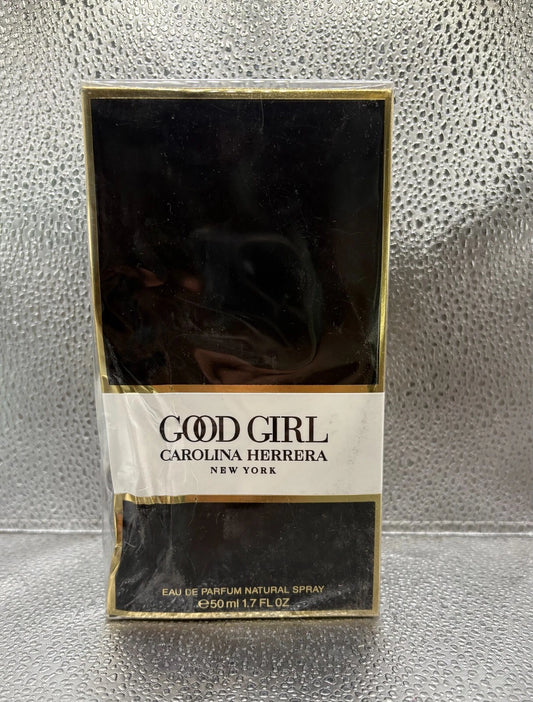 GOOD GIRL
CAROLINA HERRERA
NEW YORK
EAU DE PARFUM NATURAL SPRAY
℮50 ml 1.7 FL OZ.